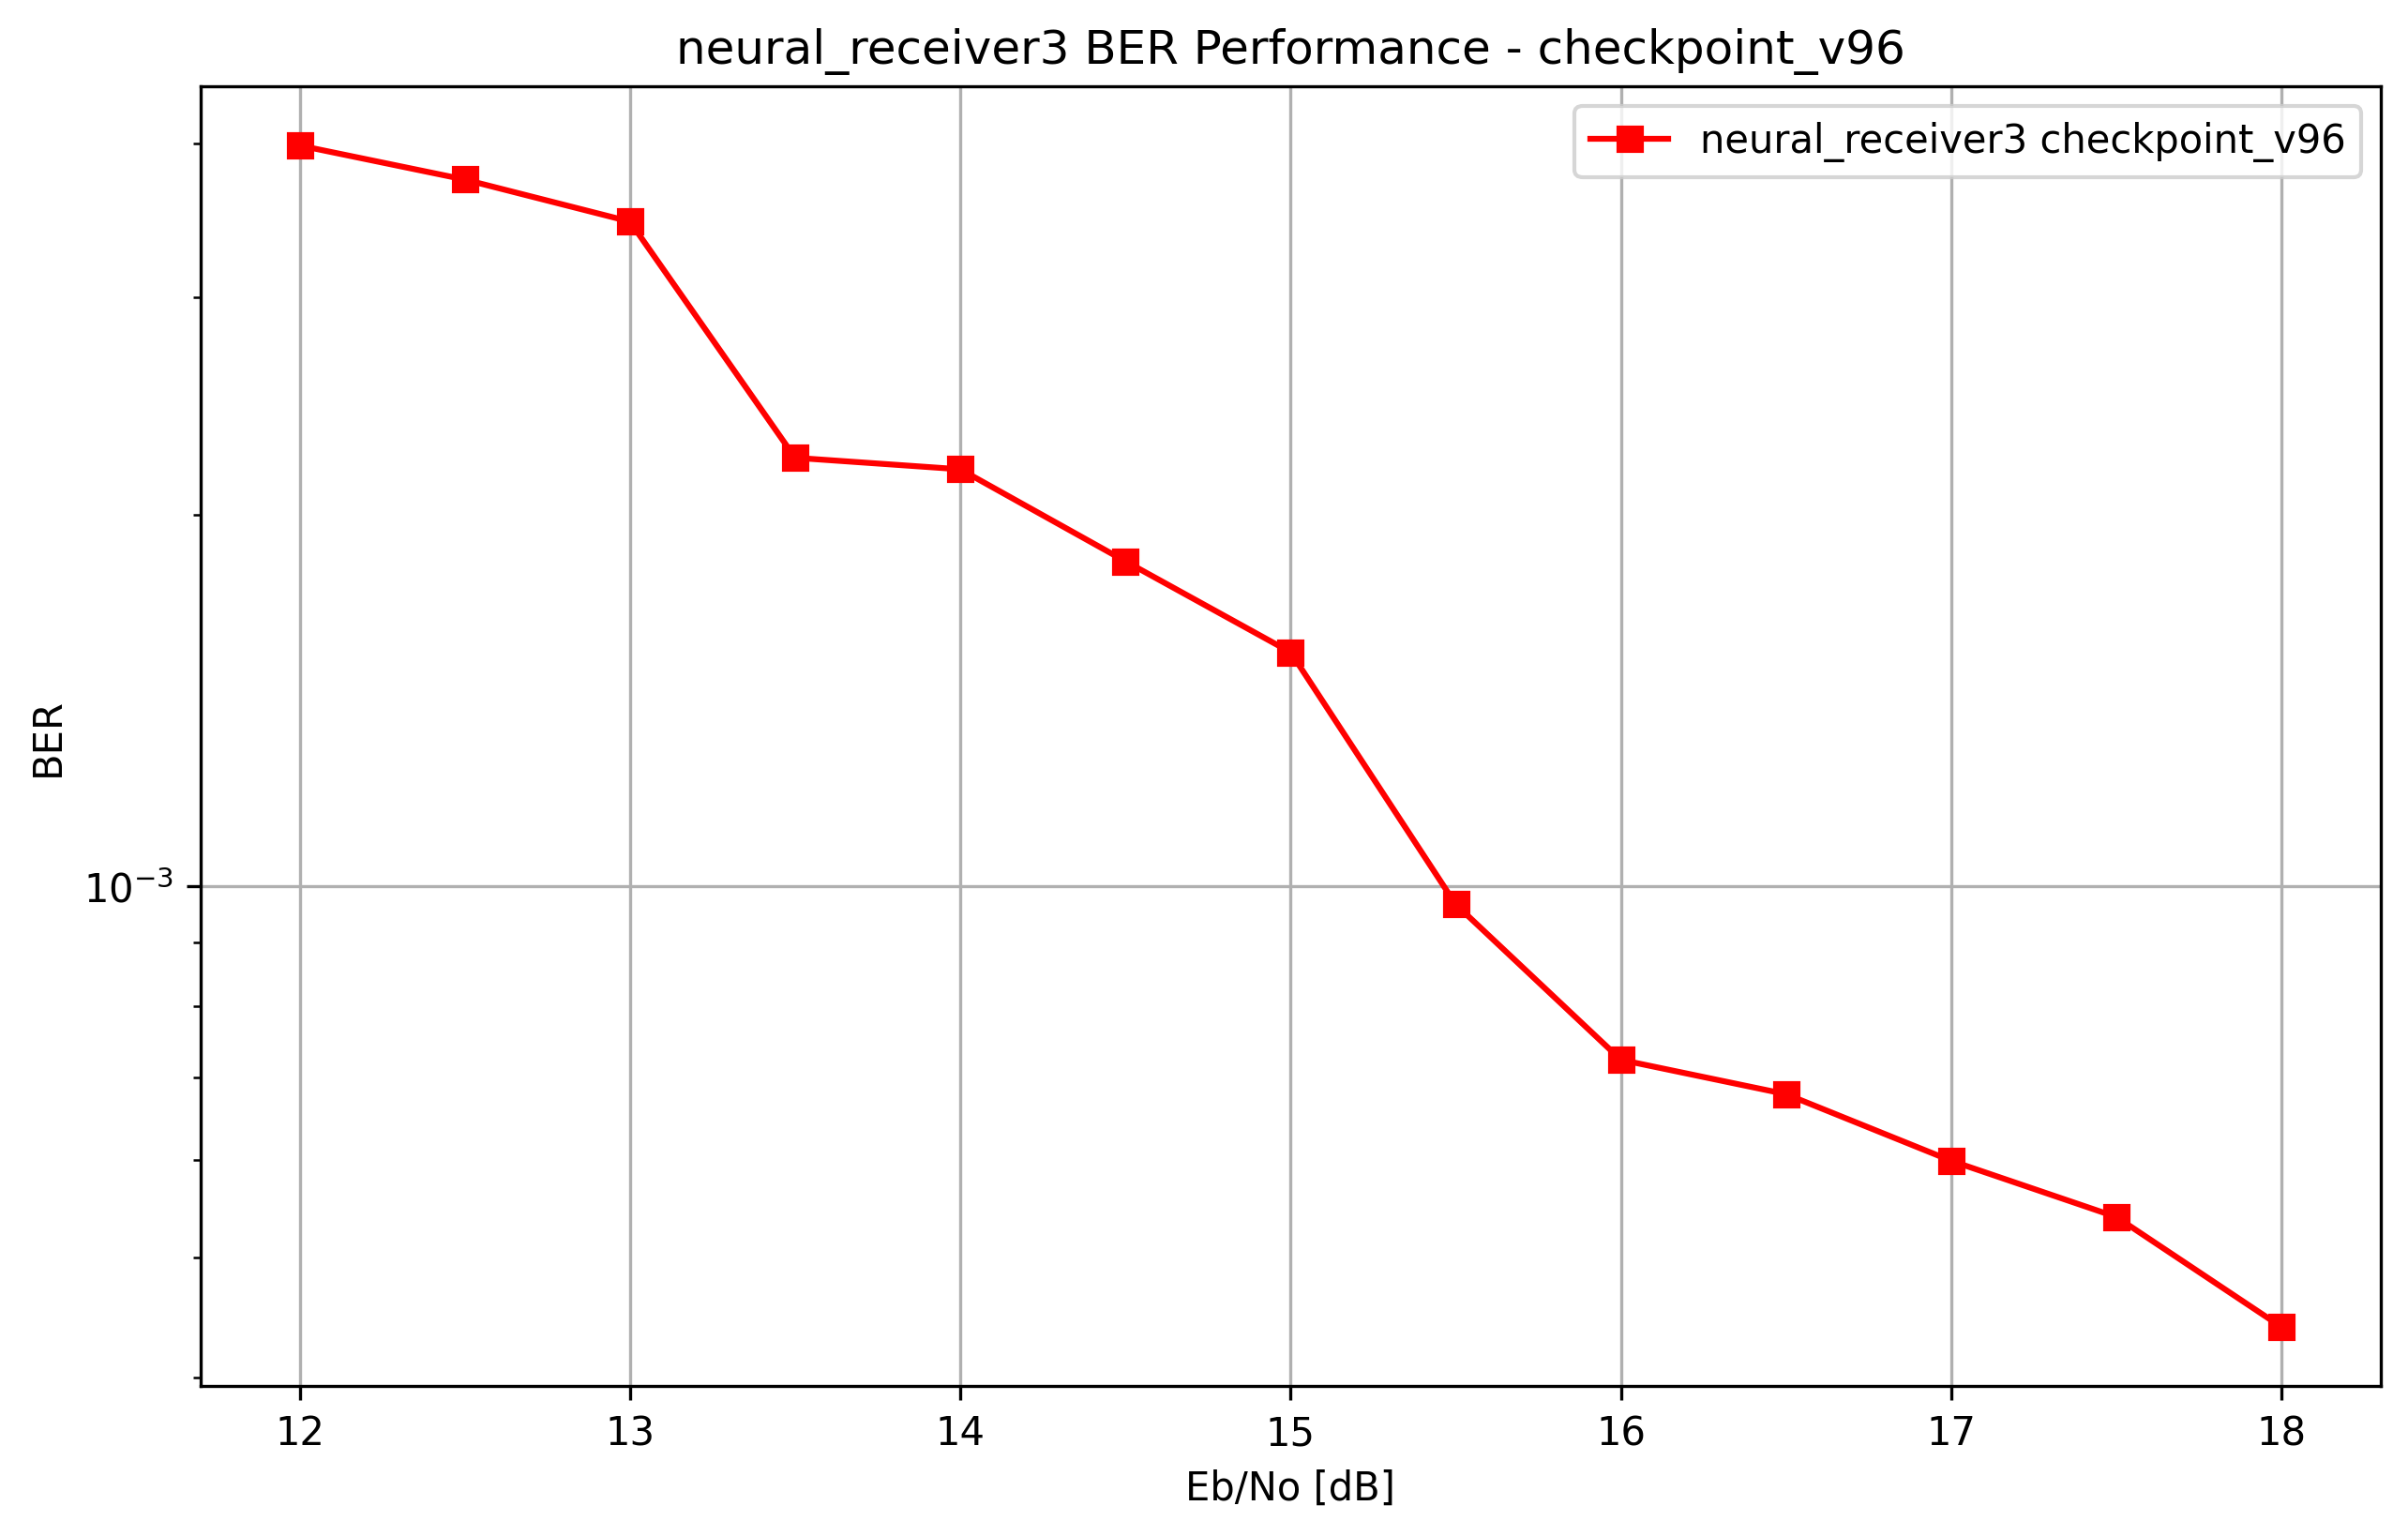 neural_receiver3 BER Performance - checkpoint_v96
neural_receiver3 checkpoint_v96
BER
10⁻³
12 13 14 15 16 17 18
Eb/No [dB]